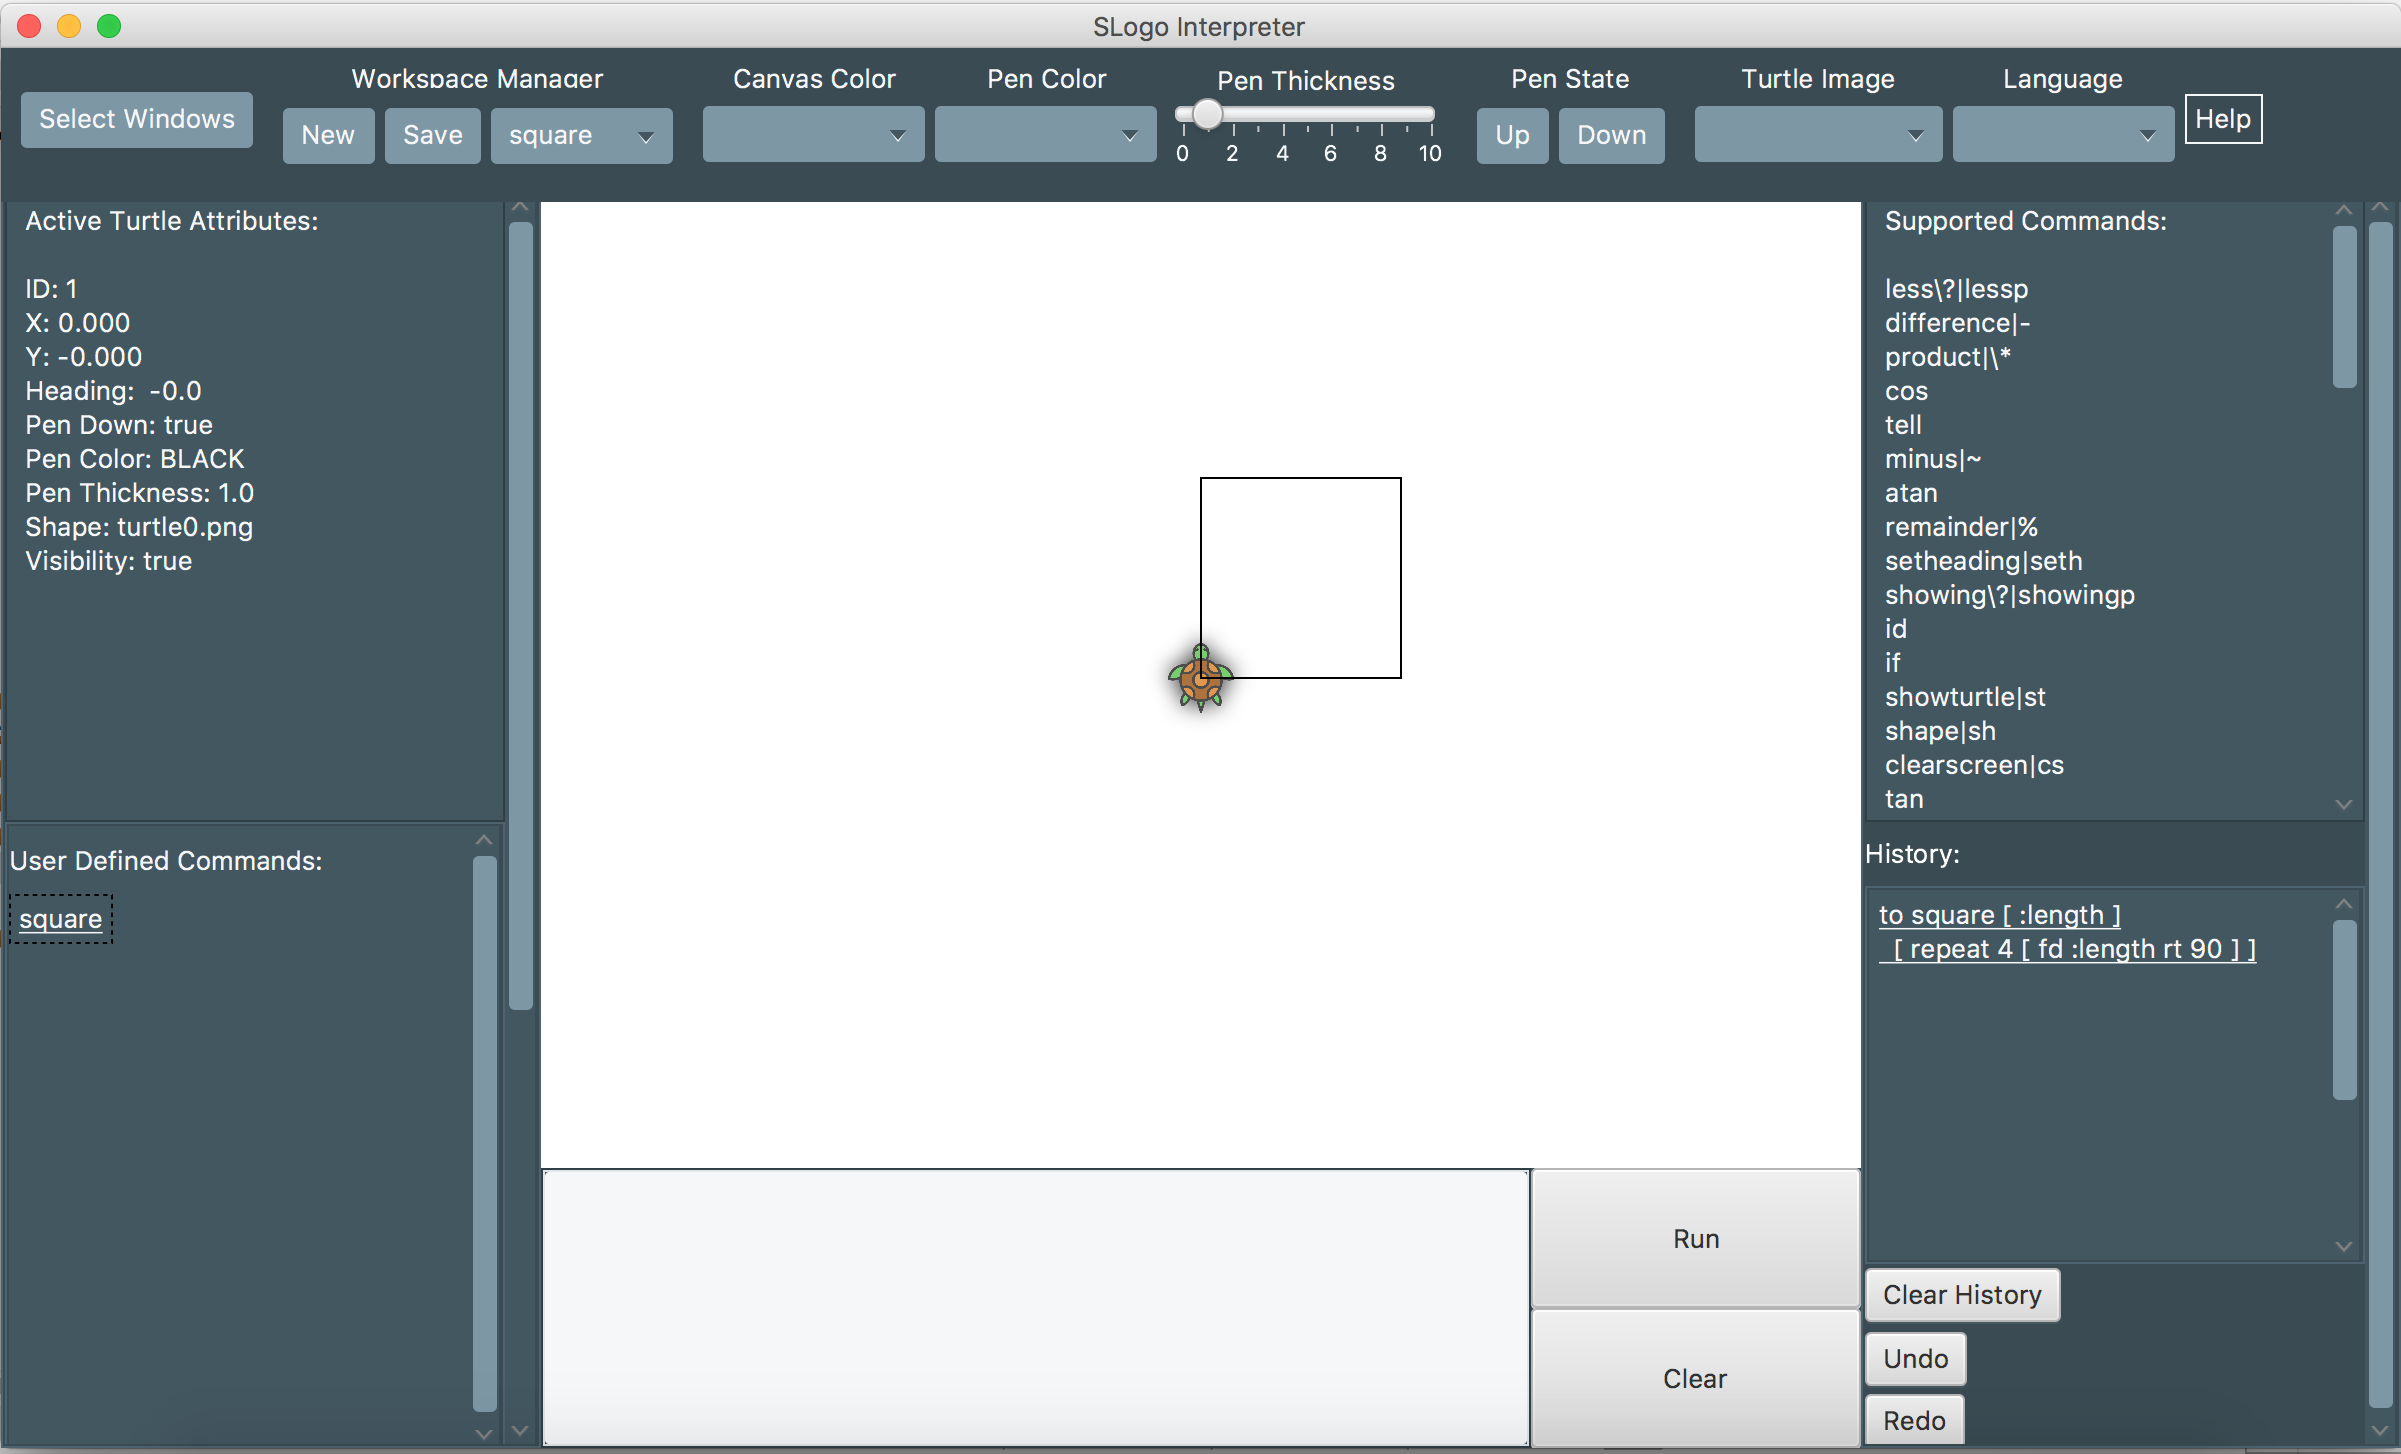 SLogo Interpreter
Select Windows
Workspace Manager
New
Save
square
Canvas Color
Pen Color
Pen Thickness
0 2 4 6 8 10
Pen State
Up
Down
Turtle Image
Language
Help
Active Turtle Attributes:
ID: 1
X: 0.000
Y: -0.000
Heading:  -0.0
Pen Down: true
Pen Color: BLACK
Pen Thickness: 1.0
Shape: turtle0.png
Visibility: true
User Defined Commands:
square
Run
Clear
Supported Commands:
less\?|lessp
difference|-
product|\*
cos
tell
minus|~
atan
remainder|%
setheading|seth
showing\?|showingp
id
if
showturtle|st
shape|sh
clearscreen|cs
tan
History:
to square [ :length ]
[ repeat 4 [ fd :length rt 90 ] ]
Clear History
Undo
Redo